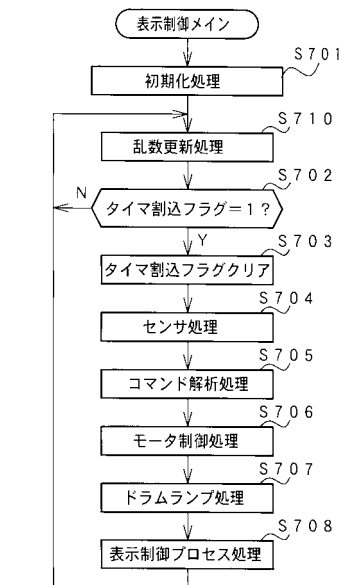 表示制御メイン
S701
初期化処理
S710
乱数更新処理
S702
N
タイマ割込フラグ=1?
Y
S703
タイマ割込フラグクリア
S704
センサ処理
S705
コマンド解析処理
S706
モータ制御処理
S707
ドラムランプ処理
S708
表示制御プロセス処理